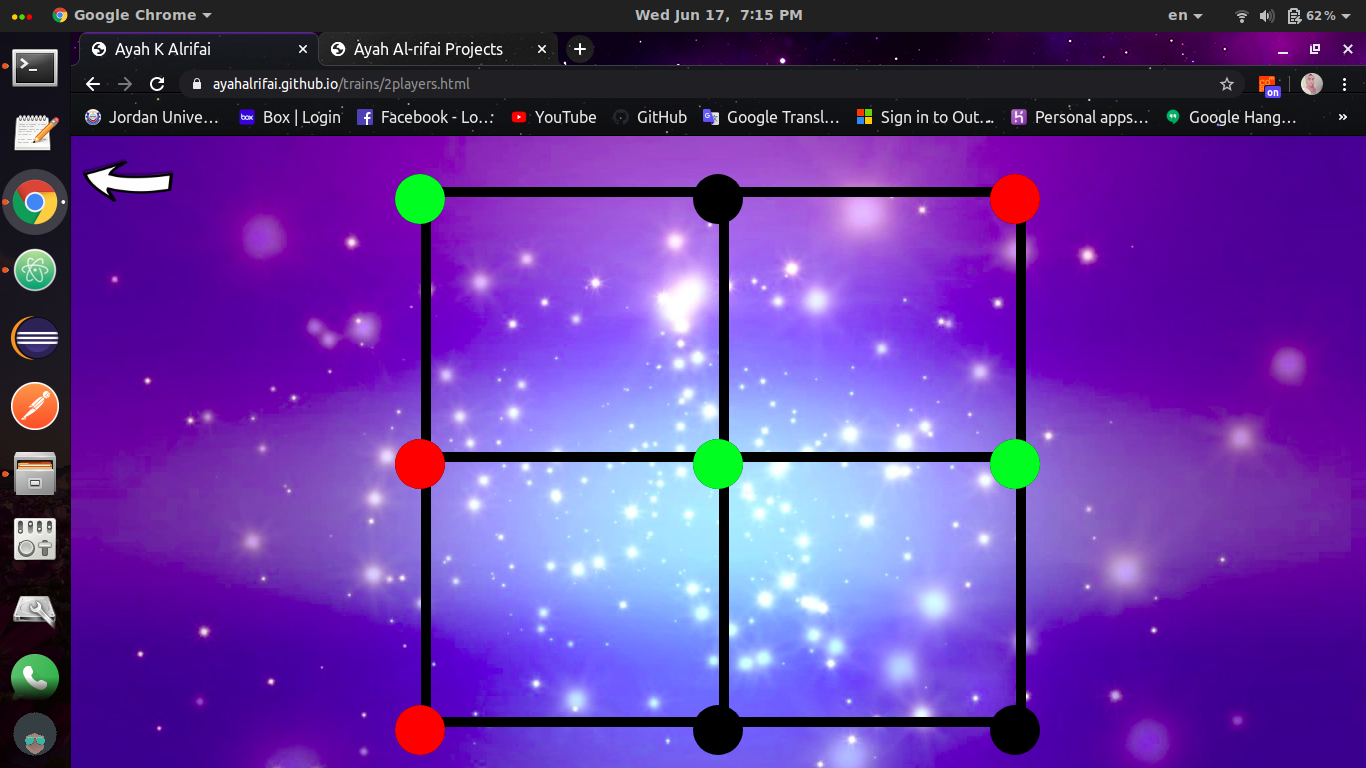 Google Chrome
Wed Jun 17, 7:15 PM
en
62%
Ayah K Alrifai
Ayah Al-rifai Projects
ayahalrifai.github.io/trains/2players.html
on
Jordan Unive…
box
Box | Login
Facebook - Lo…
YouTube
GitHub
Google Transl…
Sign in to Out…
Personal apps…
Google Hang…
»